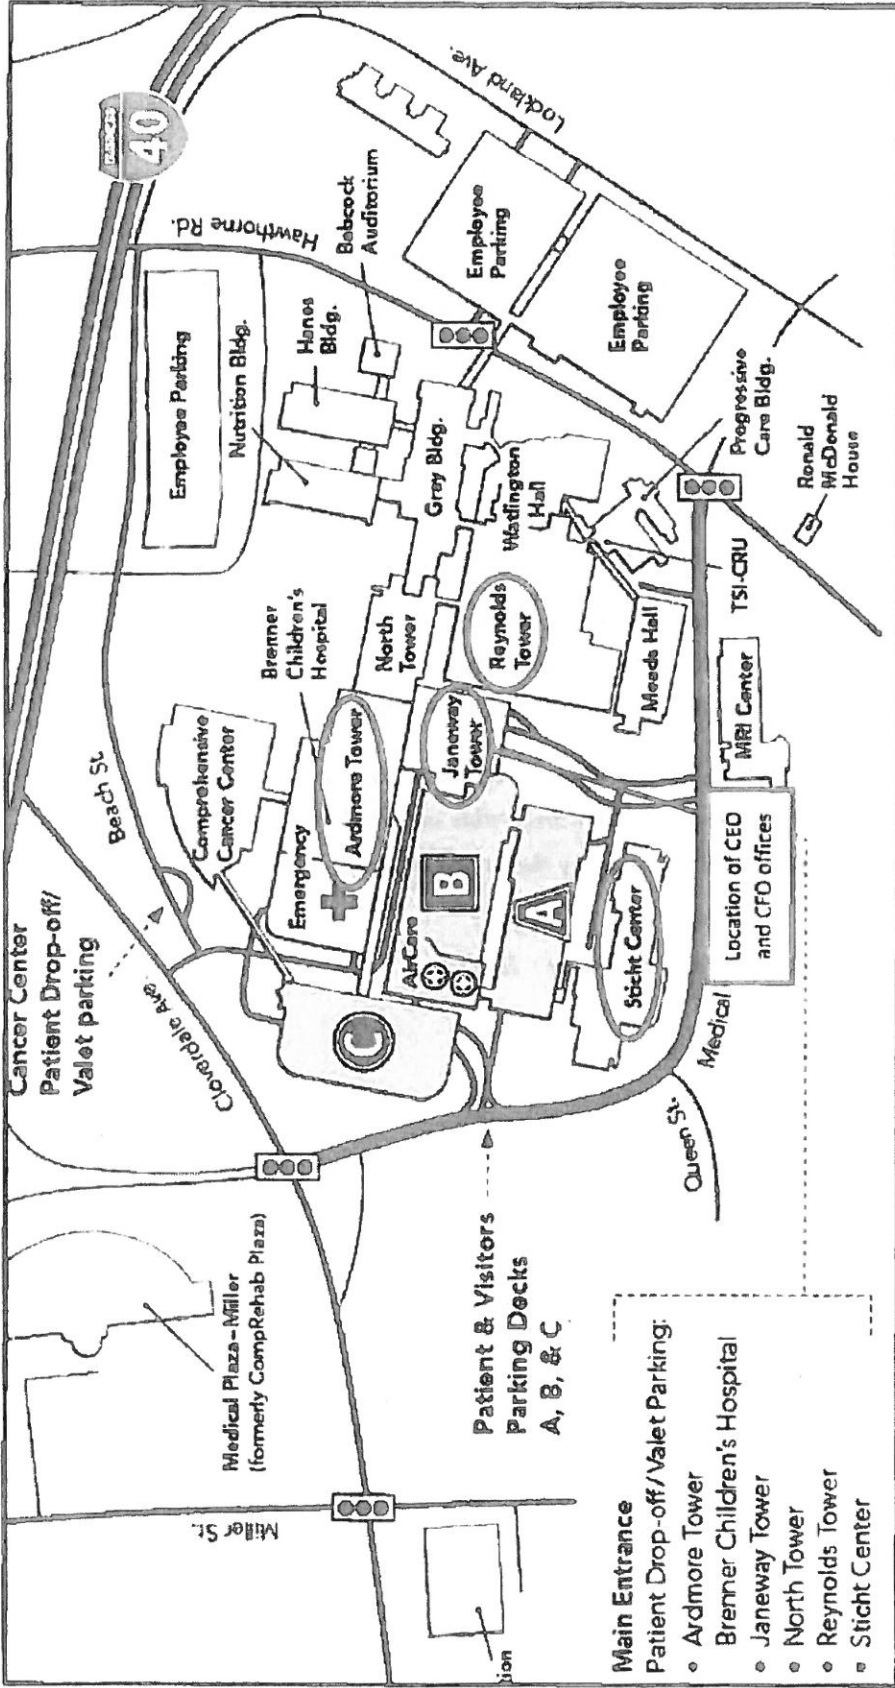 Cancer Center
Patient Drop-off/
Valet parking
Beach St.
Cloverdale Ave.
40
Hawthorne Rd.
Lockland Ave.
Employee Parking
Nutrition Bldg.
Hanes
Bldg.
Babcock
Auditorium
Employee
Parking
Employee
Parking
Comprehensive
Cancer Center
Brenner
Children's
Hospital
Emergency
Ardmore Tower
North
Tower
Gray Bldg.
Watlington
Hall
Janeway
Tower
Reynolds
Tower
AirCare
A
B
C
Sticht Center
Meads Hall
TSI-CRU
Progressive
Care Bldg.
Ronald
McDonald
House
MRI Center
Location of CEO
and CFO offices
Medical
Queen St.
Medical Plaza-Miller
(formerly CompRehab Plaza)
Miller St.
Patient & Visitors
Parking Decks
A, B, & C
ion
Main Entrance
Patient Drop-off/Valet Parking:
• Ardmore Tower
Brenner Children's Hospital
• Janeway Tower
• North Tower
• Reynolds Tower
• Sticht Center